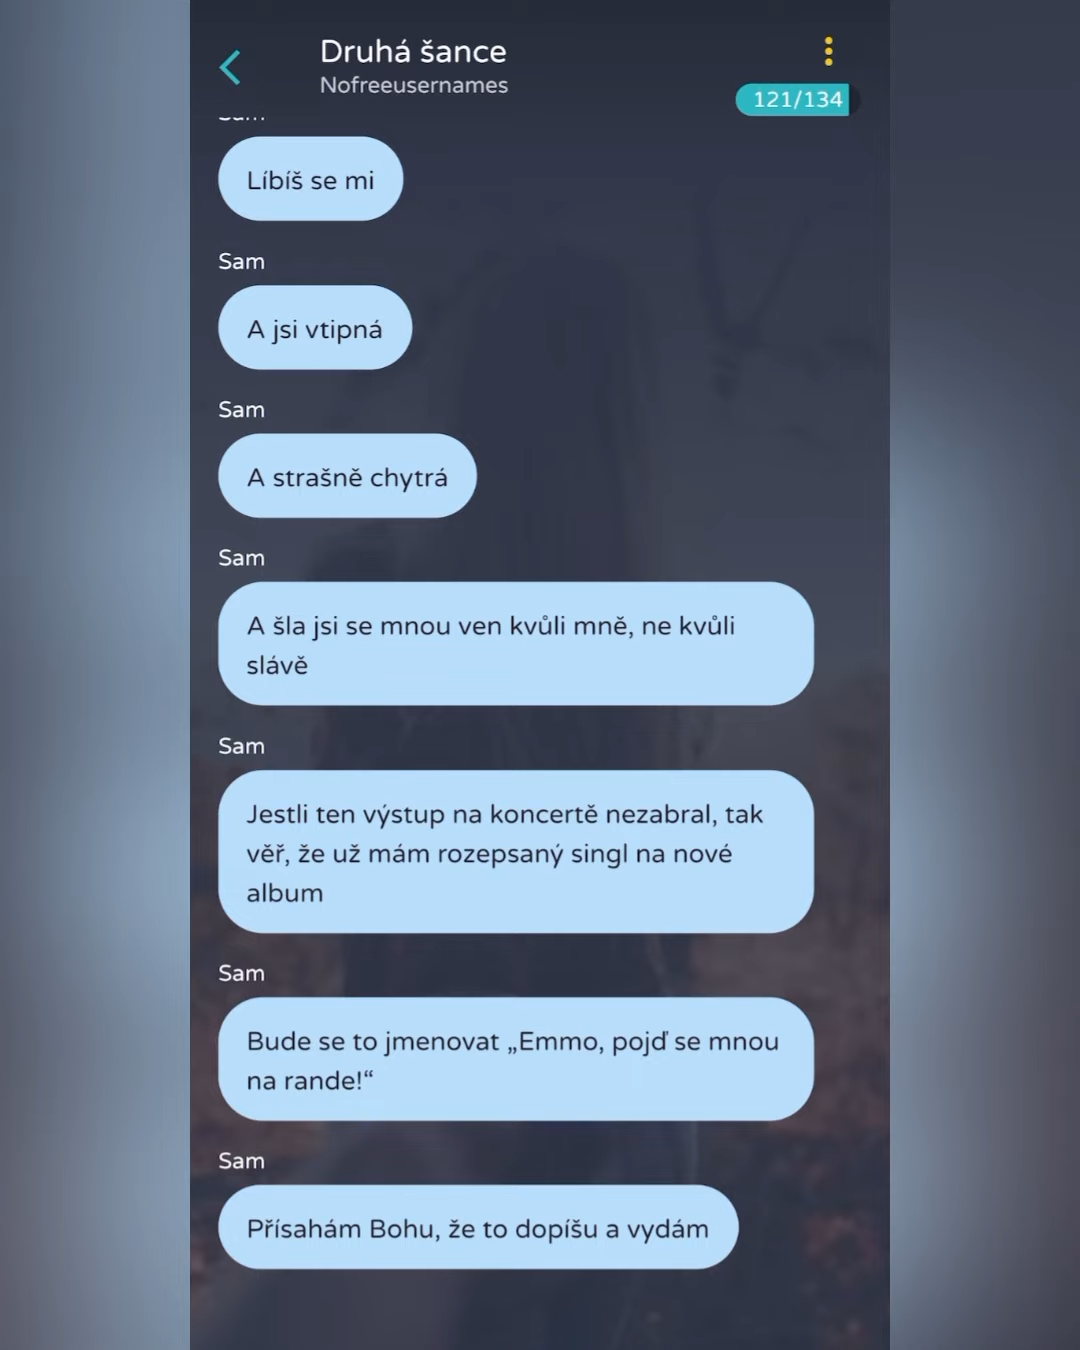 Druhá šance
Nofreeusernames
121/134
Sam
Líbíš se mi
Sam
A jsi vtipná
Sam
A strašně chytrá
Sam
A šla jsi se mnou ven kvůli mně, ne kvůli
slávě
Sam
Jestli ten výstup na koncertě nezabral, tak
věř, že už mám rozepsaný singl na nové
album
Sam
Bude se to jmenovat „Emmo, pojď se mnou
na rande!“
Sam
Přísahám Bohu, že to dopíšu a vydám